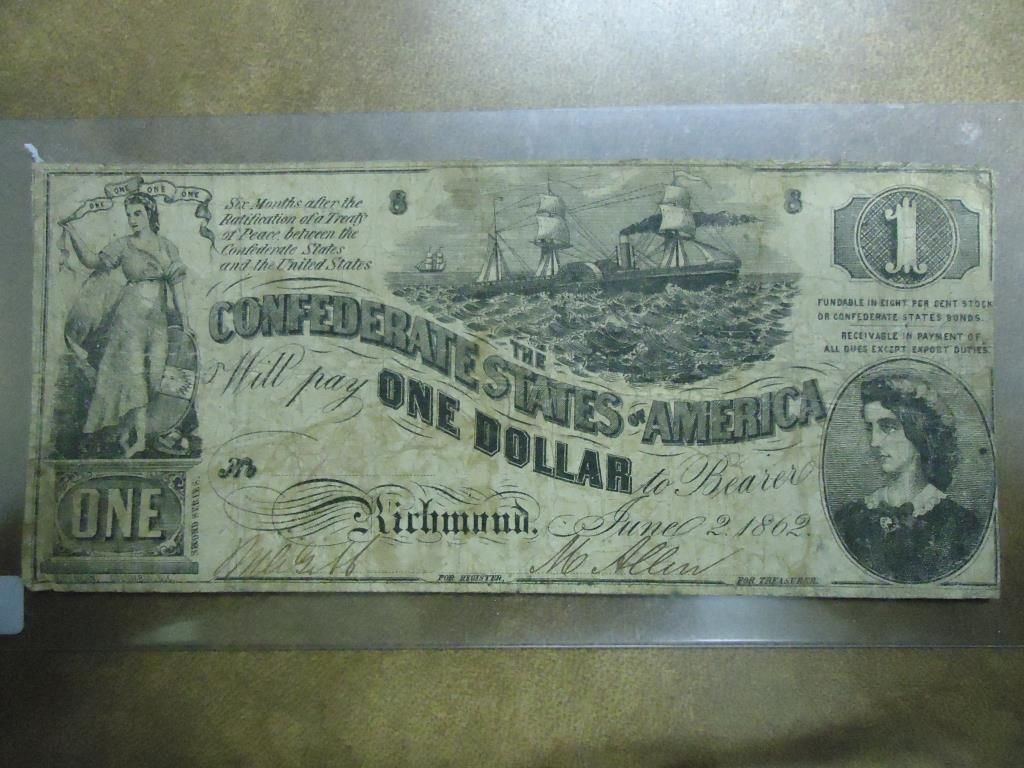 ONE ONE ONE ONE
Six Months after the
Ratification of a Treaty
of Peace, between the
Confederate States
and the United States
8
8
1
FUNDABLE IN EIGHT PER CENT STOCK
OR CONFEDERATE STATES BONDS.
RECEIVABLE IN PAYMENT OF
ALL DUES EXCEPT EXPORT DUTIES.
THE
CONFEDERATE STATES OF AMERICA
Will pay ONE DOLLAR to Bearer
No
Richmond, June 2. 1862.
ONE
SECOND SERIES.
M Allen
FOR REGISTER.
FOR TREASURER.